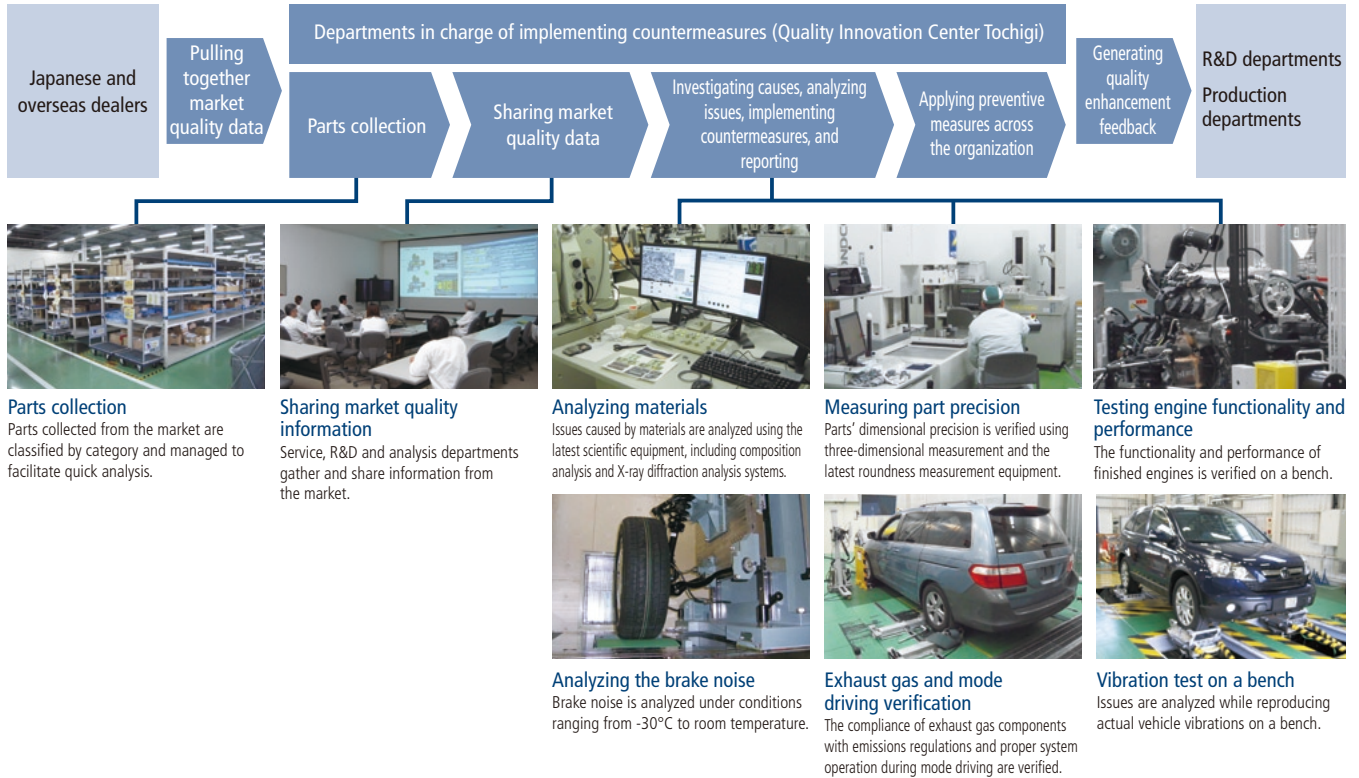 Japanese and
overseas dealers
Pulling
together
market
quality data
Departments in charge of implementing countermeasures (Quality Innovation Center Tochigi)
Parts collection
Sharing market
quality data
Investigating causes, analyzing
issues, implementing
countermeasures, and
reporting
Applying preventive
measures across
the organization
Generating
quality
enhancement
feedback
R&D departments
Production
departments
Parts collection
Parts collected from the market are
classified by category and managed to
facilitate quick analysis.
Sharing market quality
information
Service, R&D and analysis departments
gather and share information from
the market.
Analyzing materials
Issues caused by materials are analyzed using the
latest scientific equipment, including composition
analysis and X-ray diffraction analysis systems.
Measuring part precision
Parts' dimensional precision is verified using
three-dimensional measurement and the
latest roundness measurement equipment.
Testing engine functionality and
performance
The functionality and performance of
finished engines is verified on a bench.
Analyzing the brake noise
Brake noise is analyzed under conditions
ranging from -30°C to room temperature.
Exhaust gas and mode
driving verification
The compliance of exhaust gas components
with emissions regulations and proper system
operation during mode driving are verified.
Vibration test on a bench
Issues are analyzed while reproducing
actual vehicle vibrations on a bench.